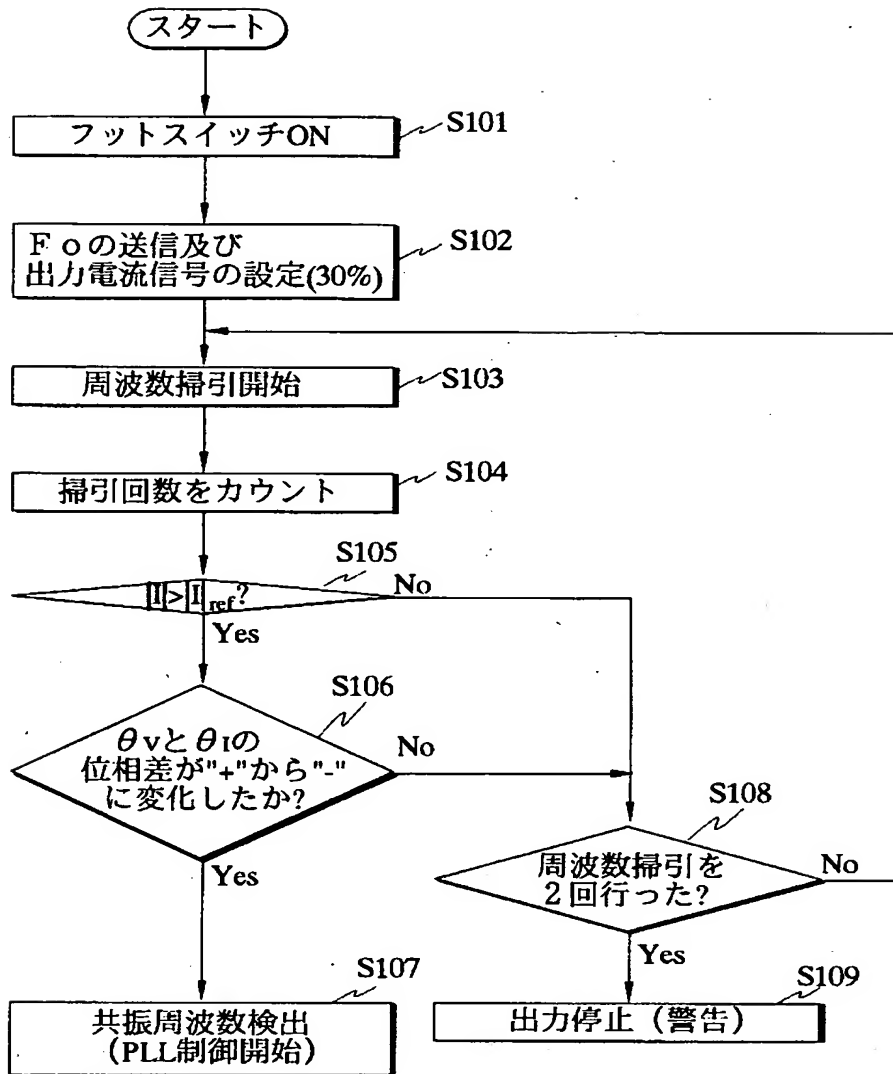 スタート
フットスイッチON
S101
Ｆｏの送信及び
出力電流信号の設定(30%)
S102
周波数掃引開始
S103
掃引回数をカウント
S104
|I|>|I|ref?
S105
No
Yes
θvとθIの
位相差が"+"から"-"
に変化したか?
S106
No
Yes
周波数掃引を
２回行った?
S108
No
Yes
共振周波数検出
（PLL制御開始）
S107
出力停止（警告）
S109